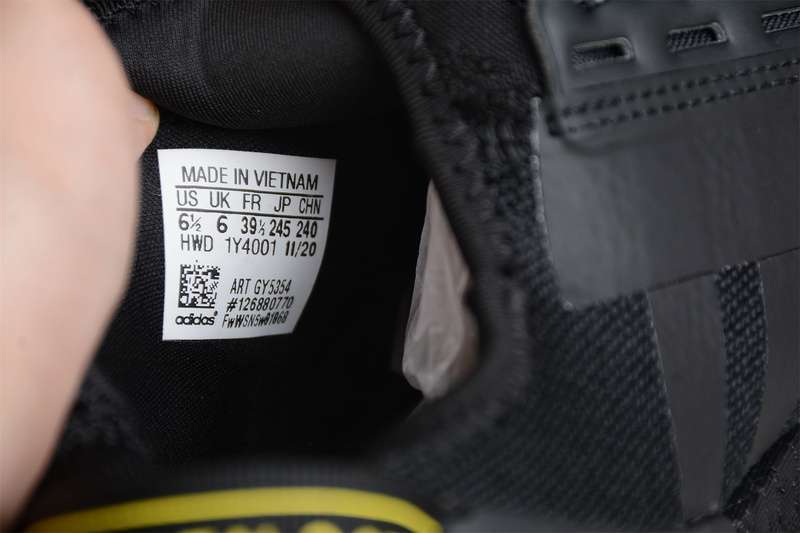 MADE IN VIETNAM
US UK FR JP CHN
6½ 6 39⅓ 245 240
HWD 1Y4001 11/20
ART GY5354
#126880770
adidas®